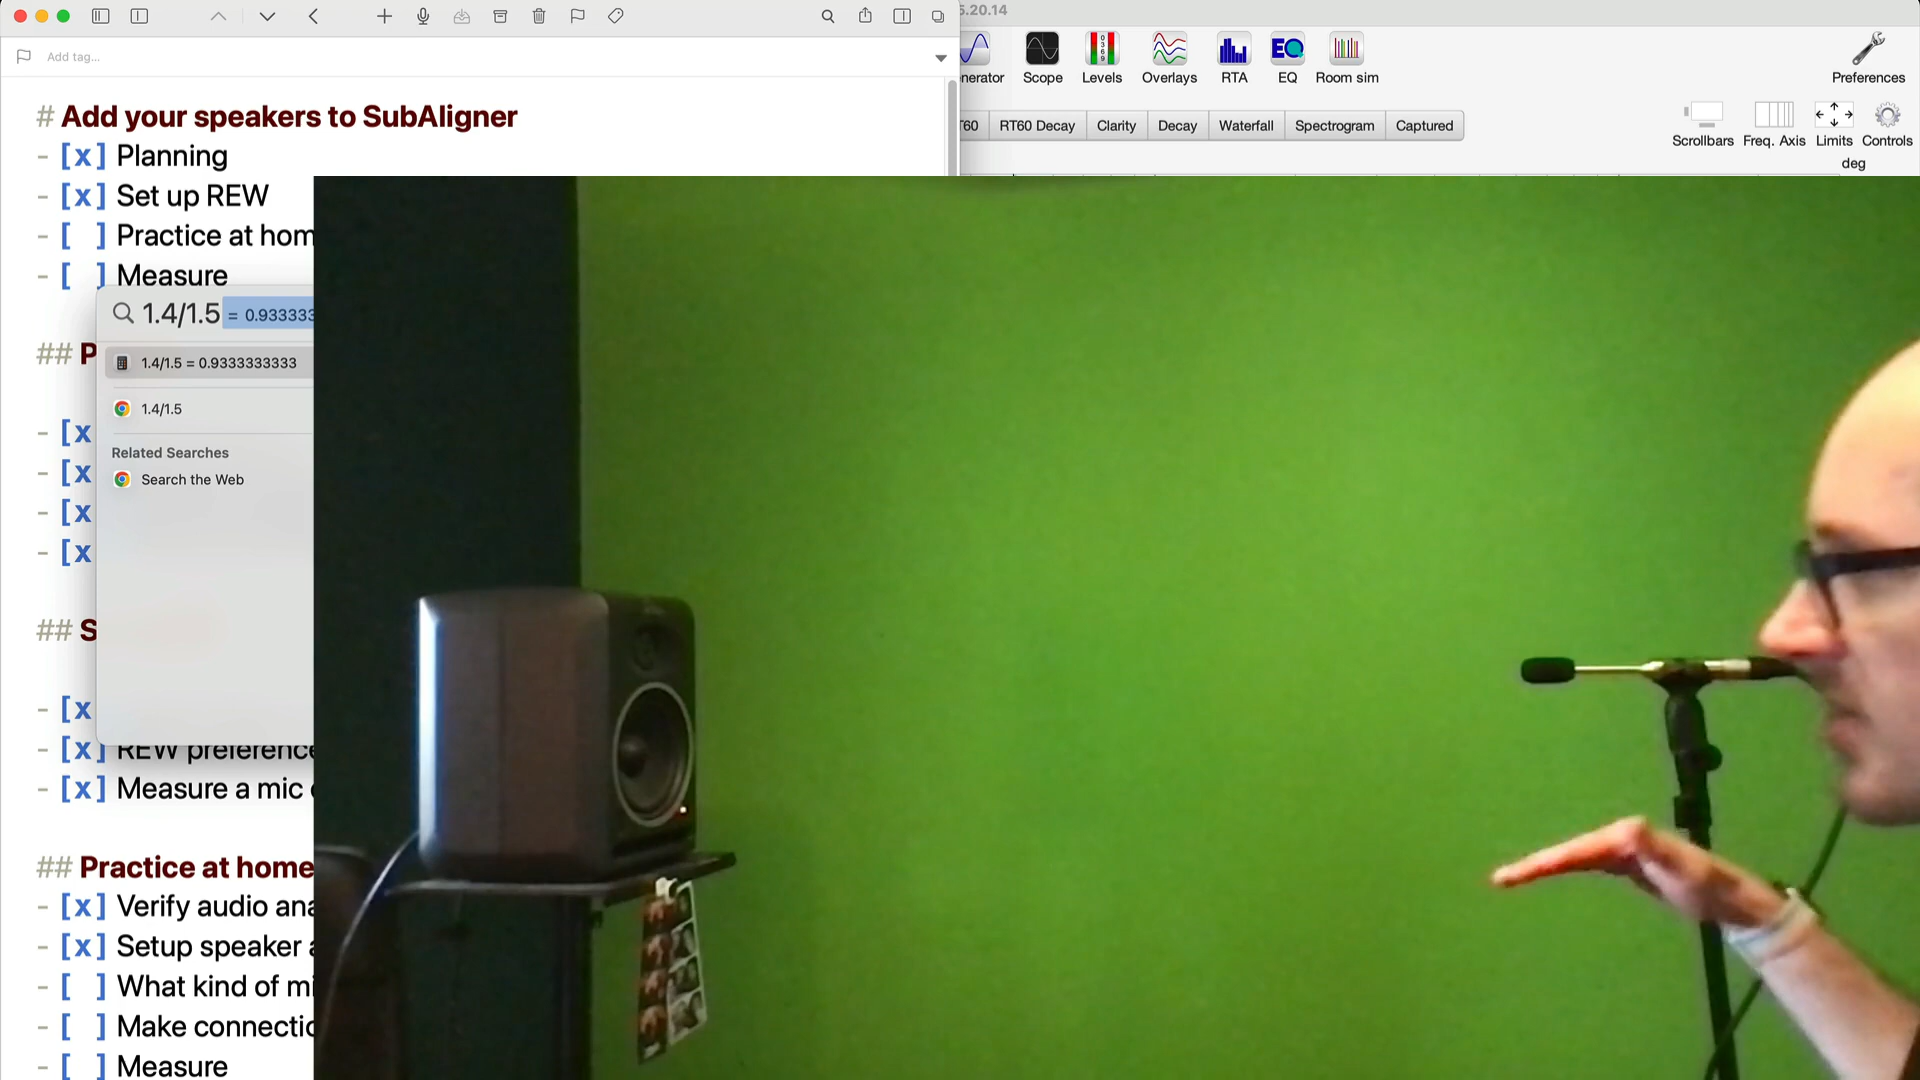 5.20.14
Add tag...
nerator
Scope
Levels
Overlays
RTA
EQ
EQ
Room sim
Preferences
T60
RT60 Decay
Clarity
Decay
Waterfall
Spectrogram
Captured
Scrollbars
Freq. Axis
Limits
Controls
deg
# Add your speakers to SubAligner
- [x] Planning
- [x] Set up REW
- [ ] Practice at hom
- [ ] Measure
1.4/1.5 = 0.933333
1.4/1.5 = 0.9333333333
1.4/1.5
Related Searches
Search the Web
## P
- [x
- [x
- [x
- [x
## S
- [x
- [x] REW preference
- [x] Measure a mic
## Practice at home
- [x] Verify audio ana
- [x] Setup speaker a
- [ ] What kind of mi
- [ ] Make connectio
- [ ] Measure